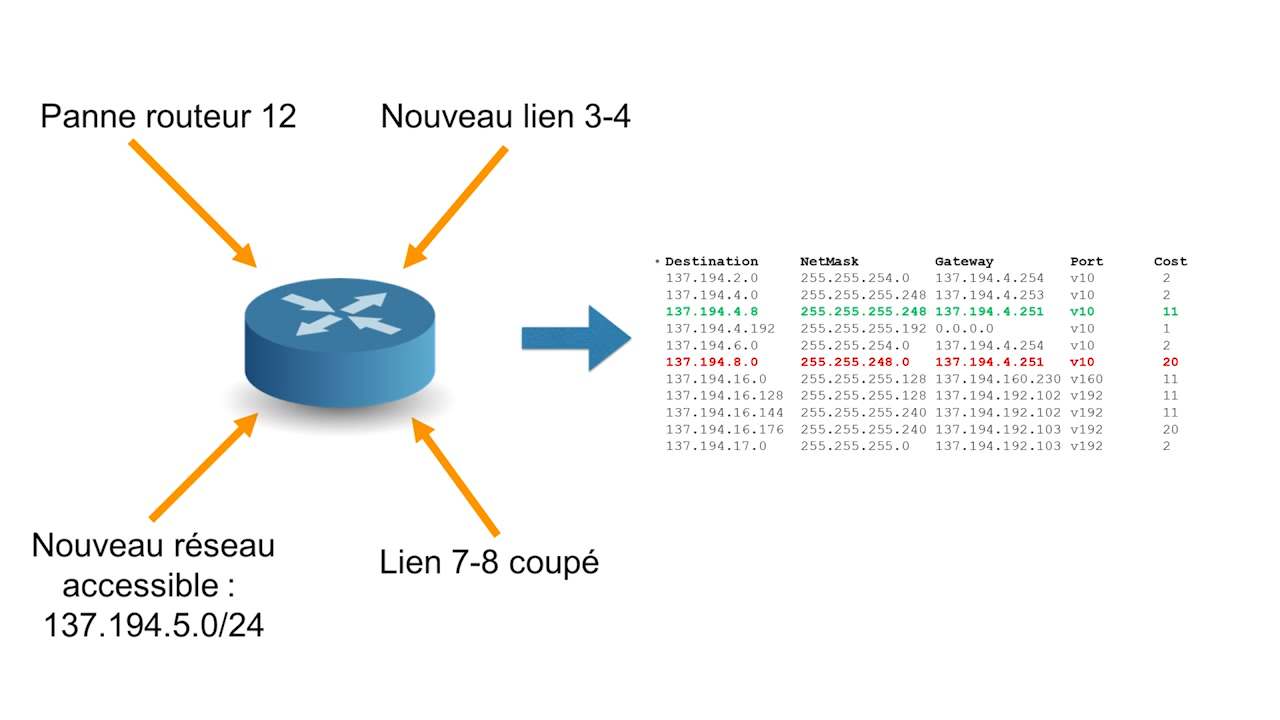 Panne routeur 12
Nouveau lien 3-4
• Destination NetMask Gateway Port Cost
137.194.2.0 255.255.254.0 137.194.4.254 v10 2
137.194.4.0 255.255.255.248 137.194.4.253 v10 2
137.194.4.8 255.255.255.248 137.194.4.251 v10 11
137.194.4.192 255.255.255.192 0.0.0.0 v10 1
137.194.6.0 255.255.254.0 137.194.4.254 v10 2
137.194.8.0 255.255.248.0 137.194.4.251 v10 20
137.194.16.0 255.255.255.128 137.194.160.230 v160 11
137.194.16.128 255.255.255.128 137.194.192.102 v192 11
137.194.16.144 255.255.255.240 137.194.192.102 v192 11
137.194.16.176 255.255.255.240 137.194.192.103 v192 20
137.194.17.0 255.255.255.0 137.194.192.103 v192 2
Nouveau réseau
accessible :
137.194.5.0/24
Lien 7-8 coupé